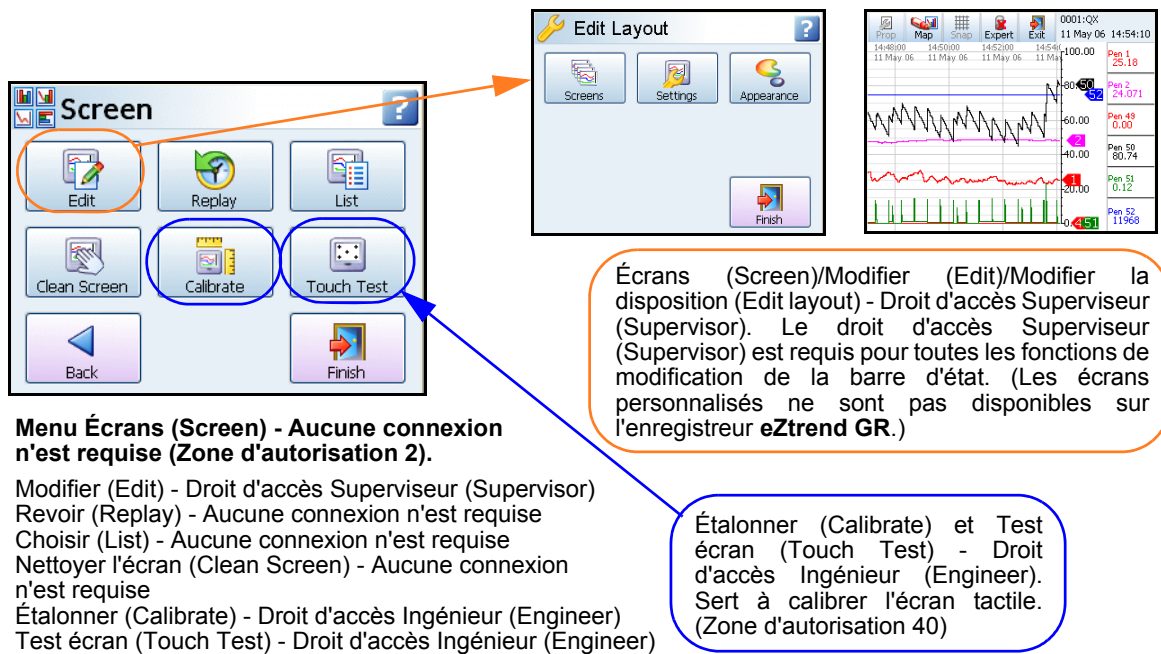 Screen
?
Edit
Replay
List
Clean Screen
Calibrate
Touch Test
Back
Finish
Edit Layout
?
Screens
Settings
Appearance
Finish
Prop
Map
Snap
Expert
Exit
0001:QX
11 May 06 14:54:10
14:48:00 14:50:00 14:52:00 14:54:
11 May 06 11 May 06 11 May 06 11 May
100.00
80.
50
52
60.00
2
40.00
1
20.00
0.
51
Pen 1
25.18
Pen 2
24.071
Pen 49
0.00
Pen 50
80.74
Pen 51
0.12
Pen 52
11968
Écrans (Screen)/Modifier (Edit)/Modifier la
disposition (Edit layout) - Droit d'accès Superviseur
(Supervisor). Le droit d'accès Superviseur
(Supervisor) est requis pour toutes les fonctions de
modification de la barre d'état. (Les écrans
personnalisés ne sont pas disponibles sur
l'enregistreur eZtrend GR.)
Menu Écrans (Screen) - Aucune connexion
n'est requise (Zone d'autorisation 2).
Modifier (Edit) - Droit d'accès Superviseur (Supervisor)
Revoir (Replay) - Aucune connexion n'est requise
Choisir (List) - Aucune connexion n'est requise
Nettoyer l'écran (Clean Screen) - Aucune connexion
n'est requise
Étalonner (Calibrate) - Droit d'accès Ingénieur (Engineer)
Test écran (Touch Test) - Droit d'accès Ingénieur (Engineer)
Étalonner (Calibrate) et Test
écran (Touch Test) - Droit
d'accès Ingénieur (Engineer).
Sert à calibrer l'écran tactile.
(Zone d'autorisation 40)